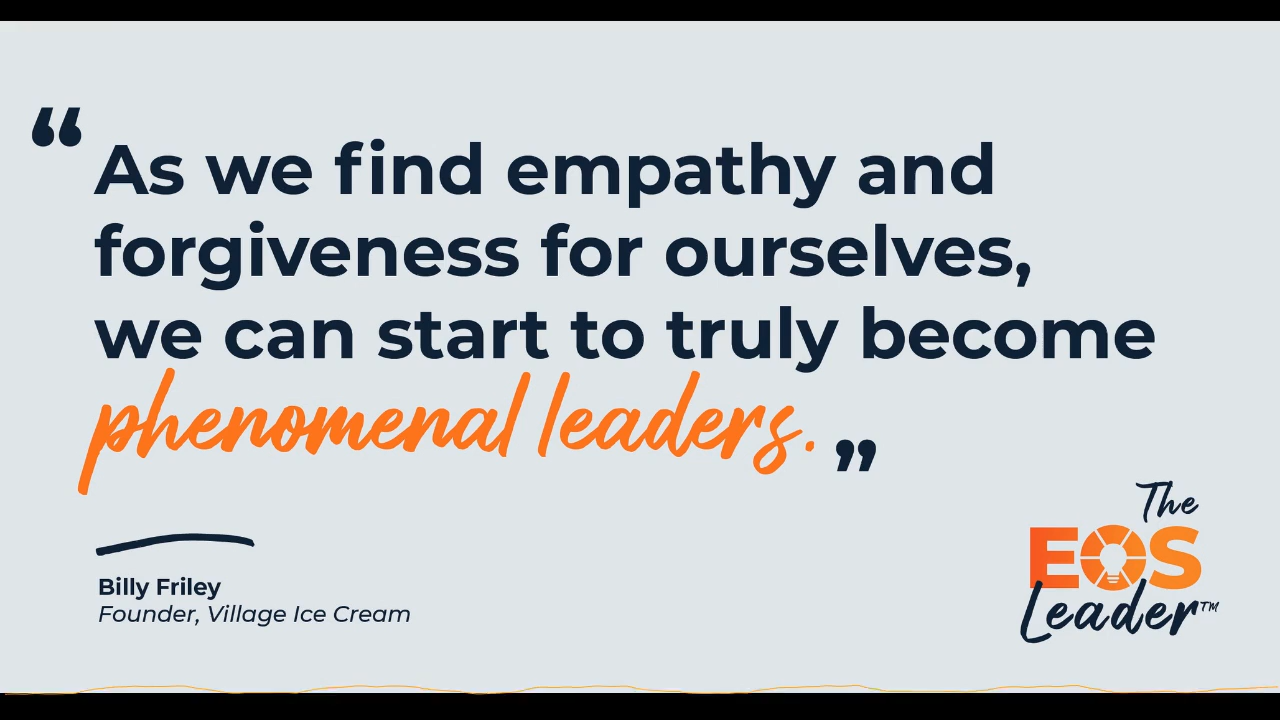 “As we find empathy and
forgiveness for ourselves,
we can start to truly become
phenomenal leaders.”
Billy Friley
Founder, Village Ice Cream
The
EOS
Leader™